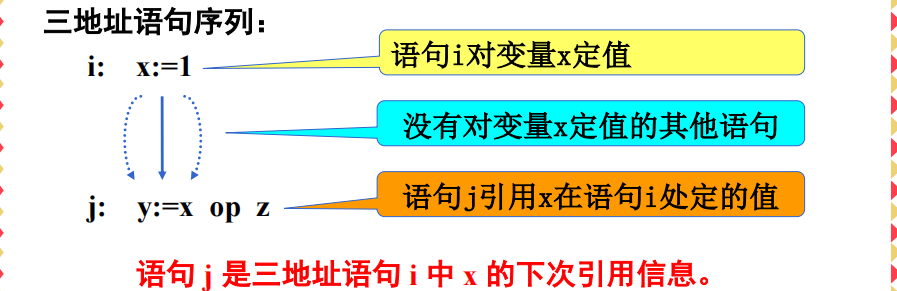 三地址语句序列：
i: x:=1
语句i对变量x定值
没有对变量x定值的其他语句
j: y:=x op z
语句j引用x在语句i处定的值
语句 j 是三地址语句 i 中 x 的下次引用信息。